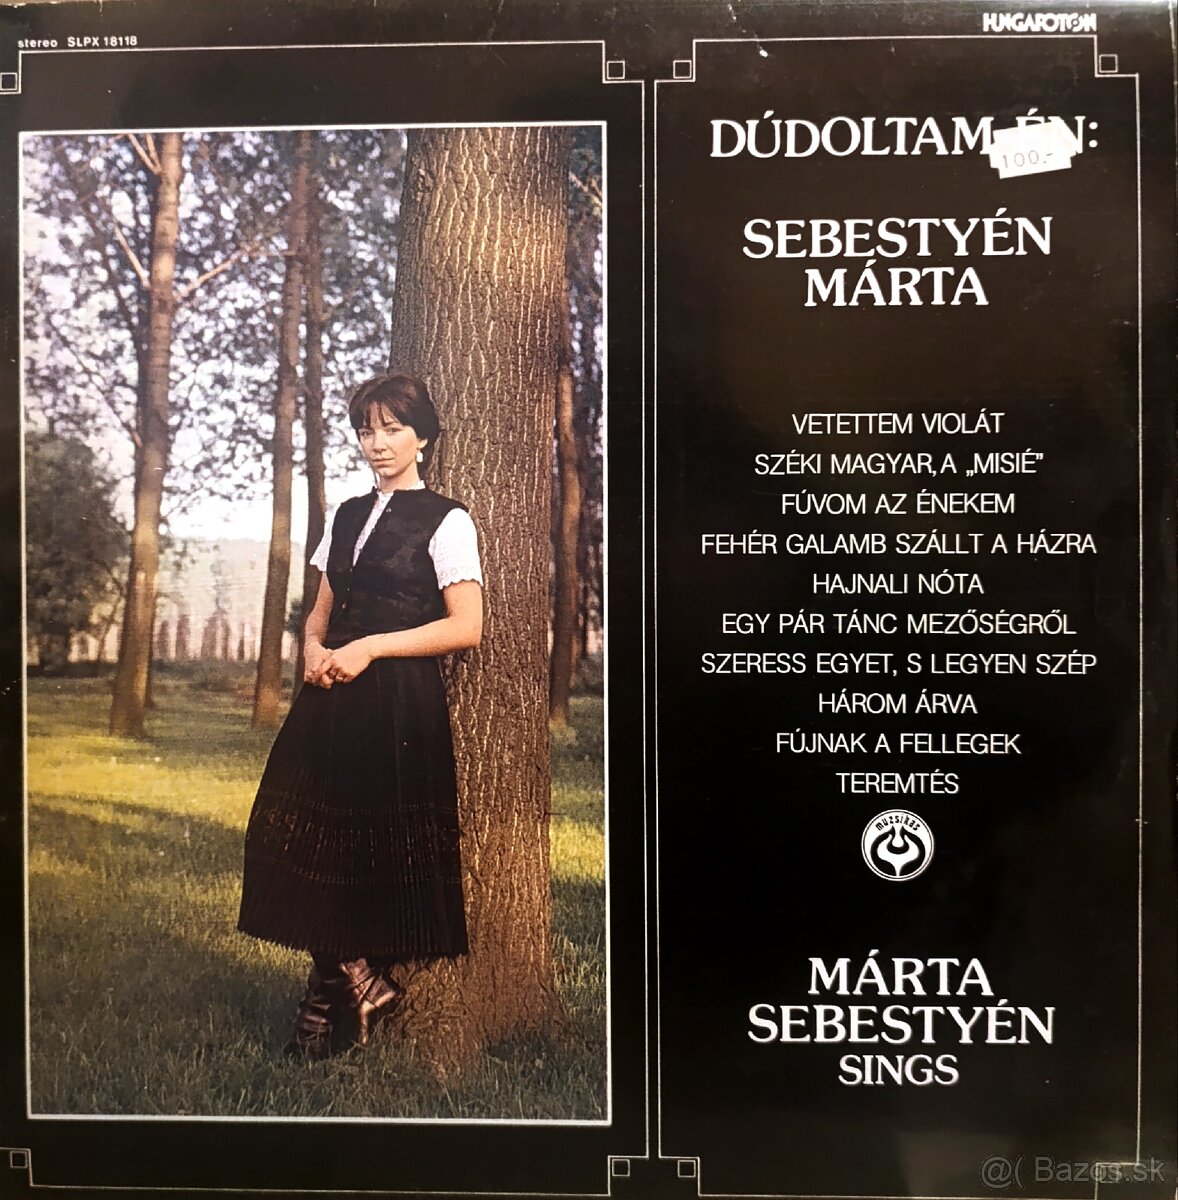 stereo SLPX 18118
HUNGAROTON
DÚDOLTAM ÉN:
100.-
SEBESTYÉN
MÁRTA
VETETTEM VIOLÁT
SZÉKI MAGYAR, A „MISIÉ”
FÚVOM AZ ÉNEKEM
FEHÉR GALAMB SZÁLLT A HÁZRA
HAJNALI NÓTA
EGY PÁR TÁNC MEZŐSÉGRŐL
SZERESS EGYET, S LEGYEN SZÉP
HÁROM ÁRVA
FÚJNAK A FELLEGEK
TEREMTÉS
muzsikás
MÁRTA
SEBESTYÉN
SINGS
@( Bazos.sk